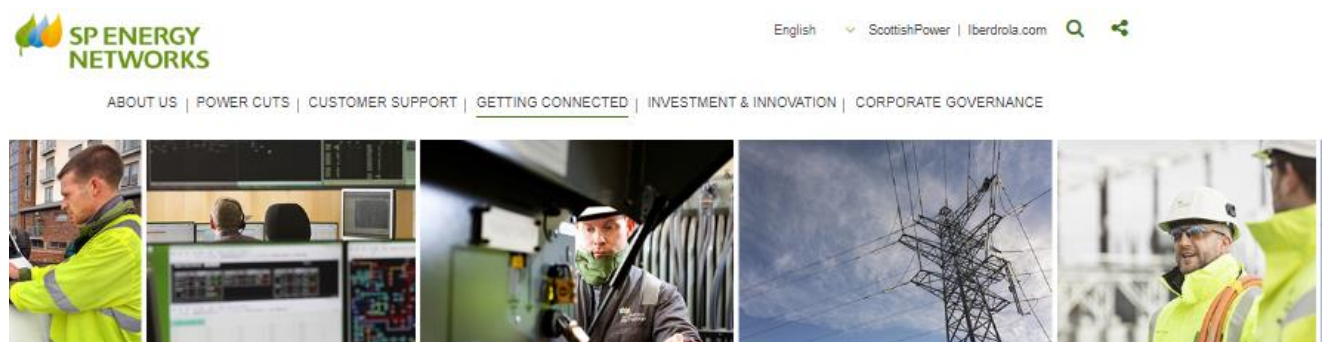 SP ENERGY
NETWORKS
English ScottishPower | Iberdrola.com
ABOUT US | POWER CUTS | CUSTOMER SUPPORT | GETTING CONNECTED | INVESTMENT & INNOVATION | CORPORATE GOVERNANCE